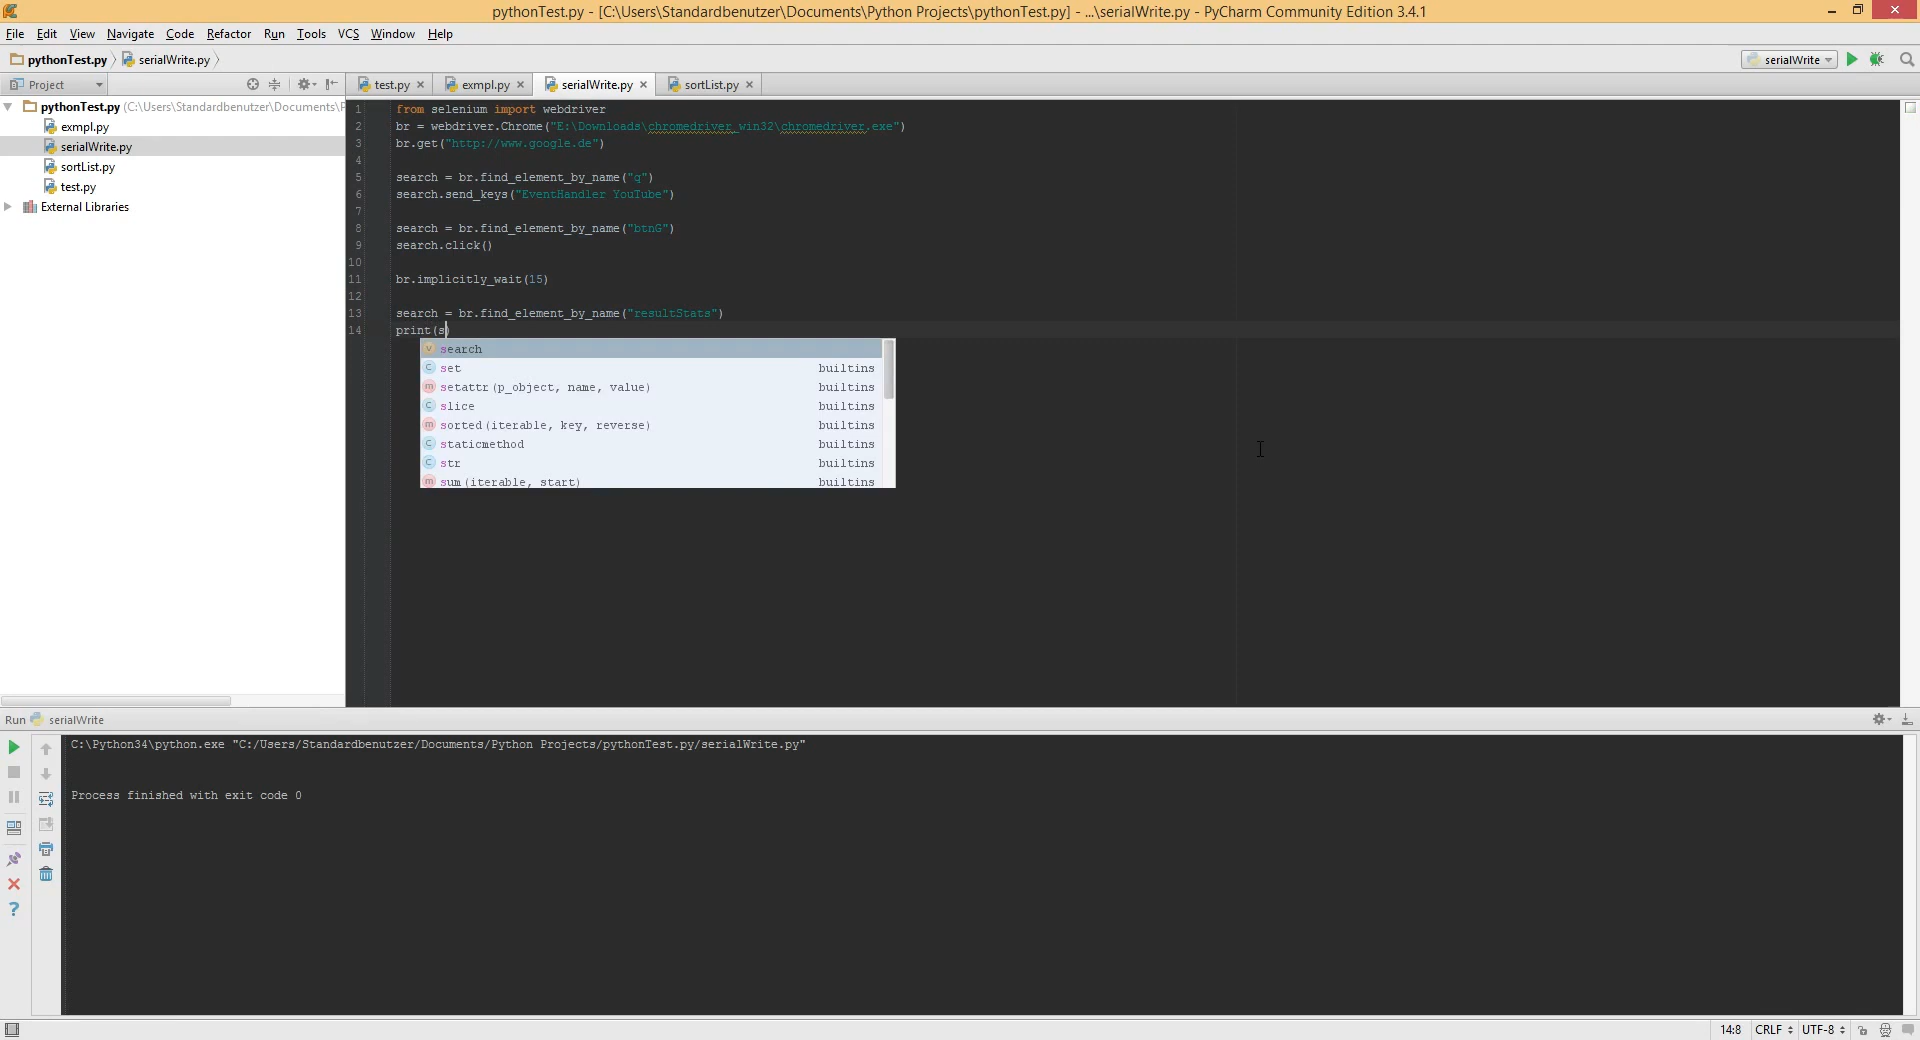 pythonTest.py - [C:\Users\Standardbenutzer\Documents\Python Projects\pythonTest.py] - ...\serialWrite.py - PyCharm Community Edition 3.4.1
File Edit View Navigate Code Refactor Run Tools VCS Window Help
pythonTest.py serialWrite.py serialWrite
Project test.py exmpl.py serialWrite.py sortList.py
pythonTest.py (C:\Users\Standardbenutzer\Documents\P
exmpl.py
serialWrite.py
sortList.py
test.py
External Libraries
1 from selenium import webdriver
2 br = webdriver.Chrome("E:\Downloads\chromedriver_win32\chromedriver.exe")
3 br.get("http://www.google.de")
4
5 search = br.find_element_by_name("q")
6 search.send_keys("EventHandler YouTube")
7
8 search = br.find_element_by_name("btnG")
9 search.click()
10
11 br.implicitly_wait(15)
12
13 search = br.find_element_by_name("resultStats")
14 print(s)
v search
C set builtins
m setattr(p_object, name, value) builtins
C slice builtins
m sorted(iterable, key, reverse) builtins
C staticmethod builtins
C str builtins
m sum(iterable, start) builtins
Run serialWrite
C:\Python34\python.exe "C:/Users/Standardbenutzer/Documents/Python Projects/pythonTest.py/serialWrite.py"
Process finished with exit code 0
14:8 CRLF UTF-8